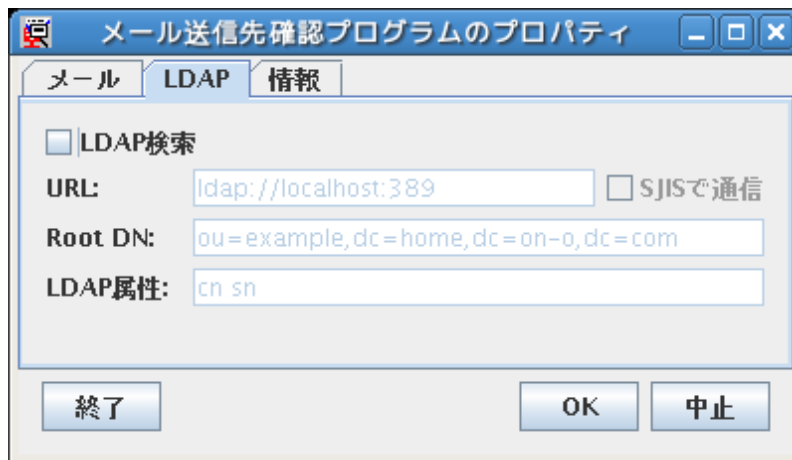 メール送信先確認プログラムのプロパティ
メール LDAP 情報
LDAP検索
URL: ldap://localhost:389 SJISで通信
Root DN: ou=example,dc=home,dc=on-o,dc=com
LDAP属性: cn sn
終了 OK 中止